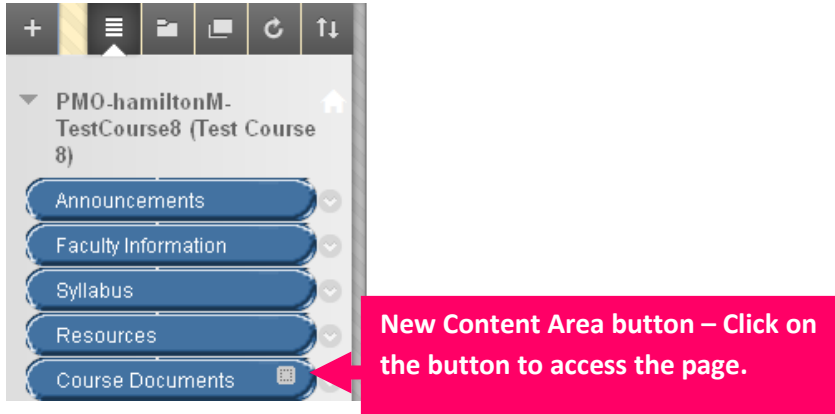 PMO-hamiltonM-
TestCourse8 (Test Course
8)
Announcements
Faculty Information
Syllabus
Resources
Course Documents
New Content Area button – Click on
the button to access the page.